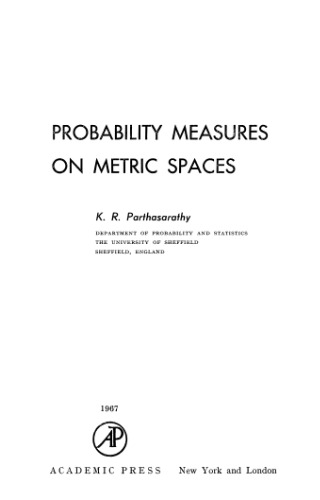 PROBABILITY MEASURES
ON METRIC SPACES
K. R. Parthasarathy
DEPARTMENT OF PROBABILITY AND STATISTICS
THE UNIVERSITY OF SHEFFIELD
SHEFFIELD, ENGLAND
1967
AP
ACADEMIC PRESS New York and London